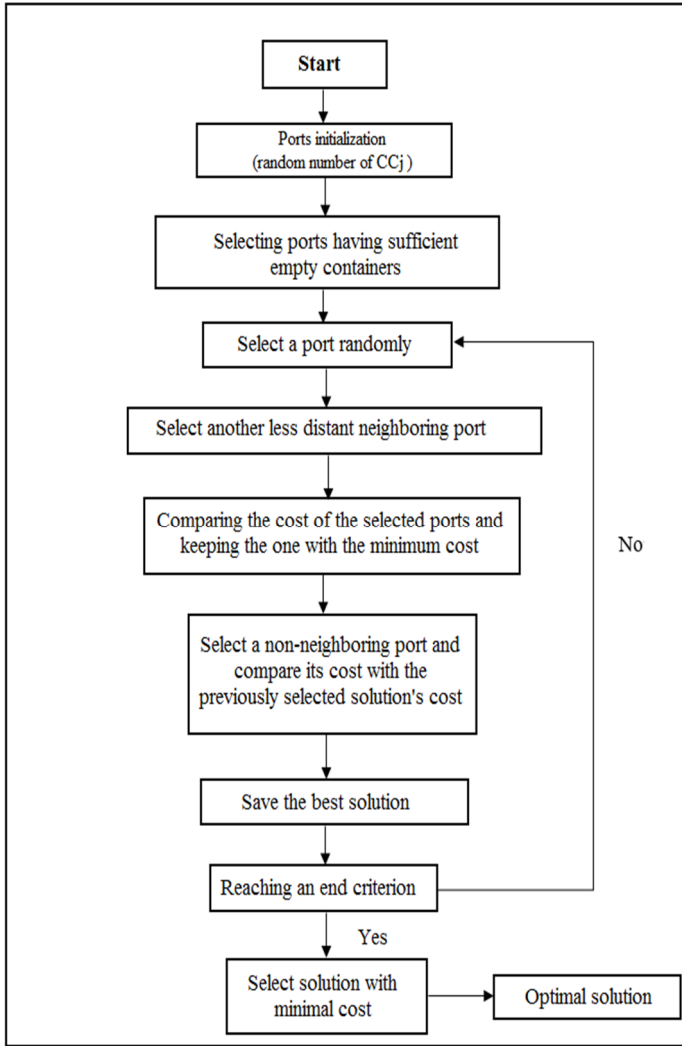 Start
Ports initialization
(random number of CCj )
Selecting ports having sufficient
empty containers
Select a port randomly
Select another less distant neighboring port
Comparing the cost of the selected ports and
keeping the one with the minimum cost
No
Select a non-neighboring port and
compare its cost with the
previously selected solution's cost
Save the best solution
Reaching an end criterion
Yes
Select solution with
minimal cost
Optimal solution